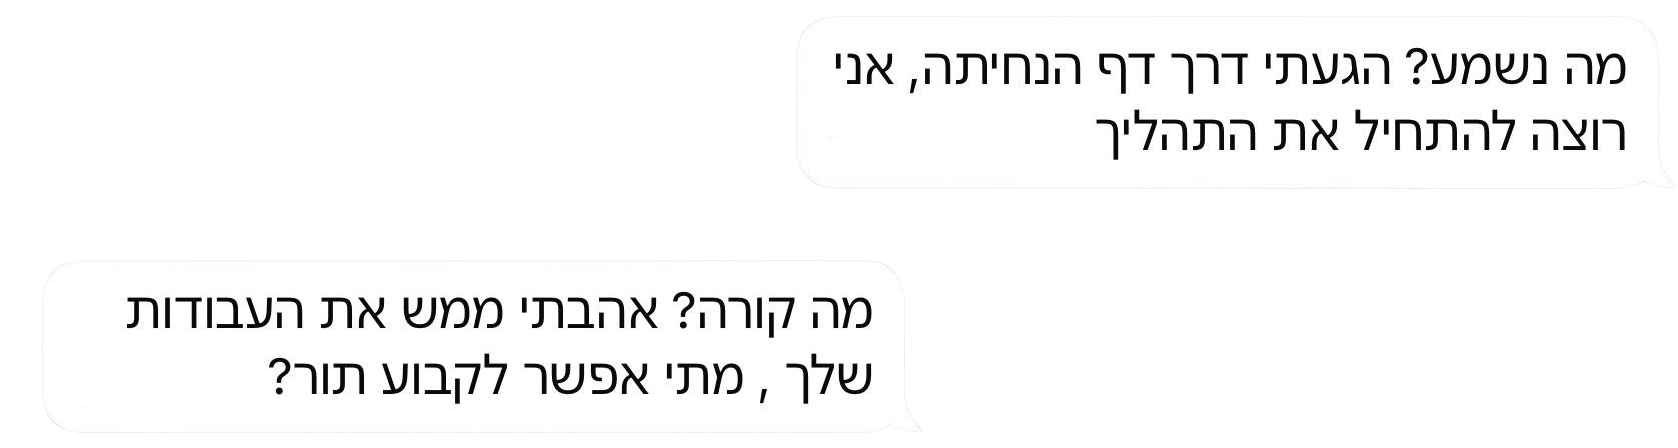 מה נשמע? הגעתי דרך דף הנחיתה, אני
רוצה להתחיל את התהליך
מה קורה? אהבתי ממש את העבודות
שלך , מתי אפשר לקבוע תור?